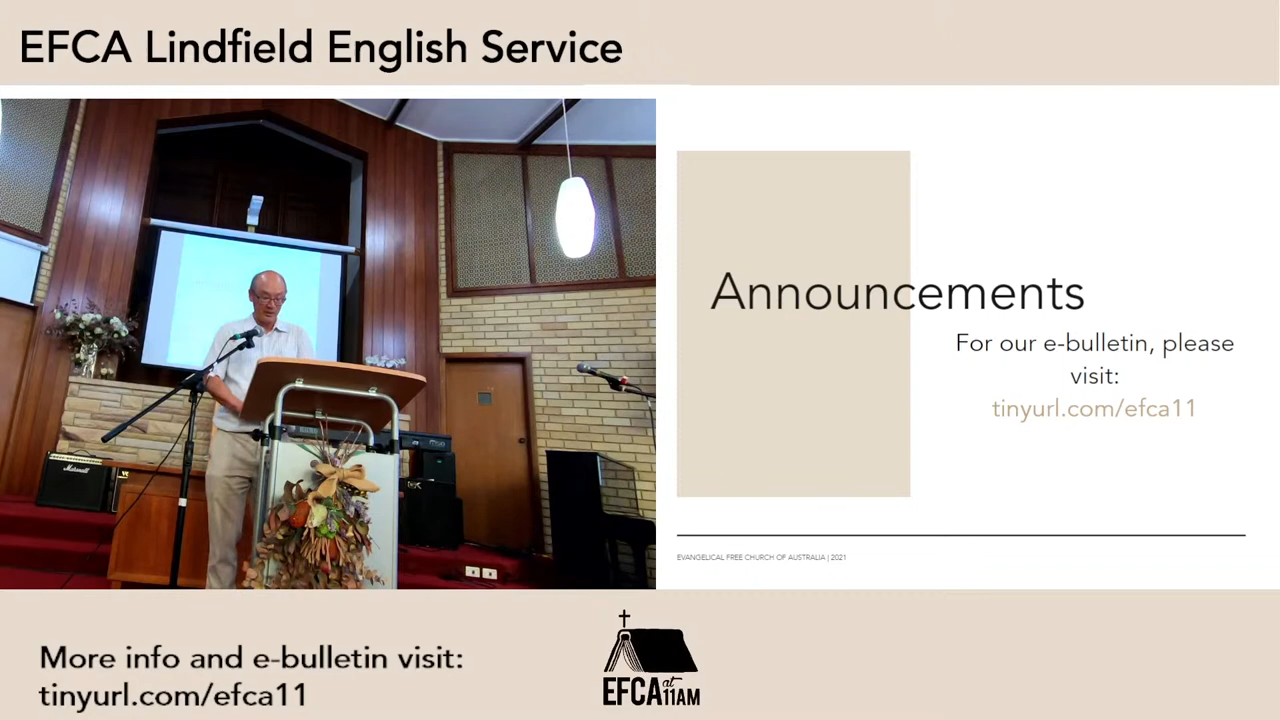 EFCA Lindfield English Service
Announcements
For our e-bulletin, please
visit:
tinyurl.com/efca11
EVANGELICAL FREE CHURCH OF AUSTRALIA | 2021
Marshall
More info and e-bulletin visit:
tinyurl.com/efca11
EFCA at 11AM